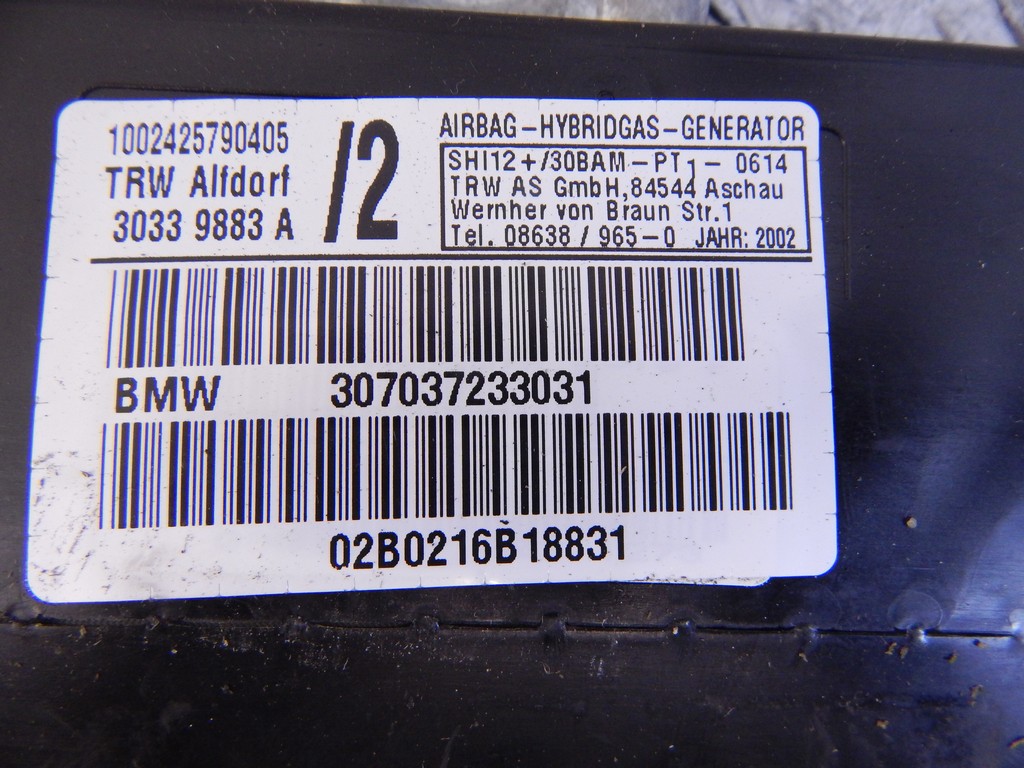 1002425790405
TRW Alfdorf
3033 9883 A
/2
AIRBAG-HYBRIDGAS-GENERATOR
SHI12+/30BAM-PT1-0614
TRW AS GmbH,84544 Aschau
Wernher von Braun Str.1
Tel. 08638/965-0 JAHR: 2002
BMW 307037233031
02B0216B18831